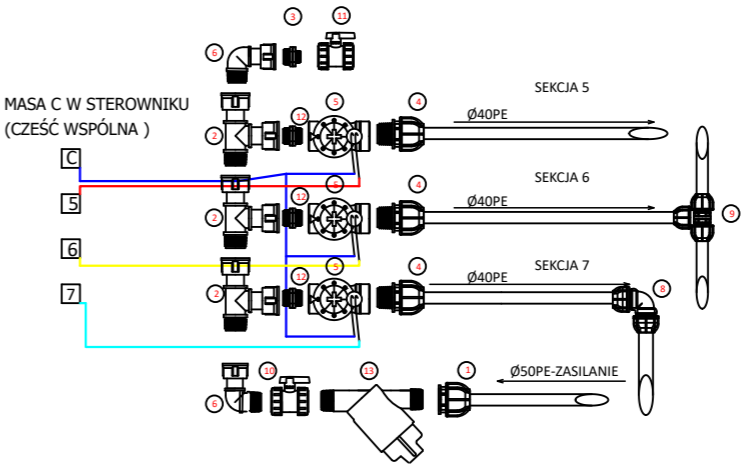 3
11
6
MASA C W STEROWNIKU
(CZEŚĆ WSPÓLNA )
2
12
5
4
SEKCJA 5
Ø40PE
C
5
2
12
5
4
SEKCJA 6
Ø40PE
9
6
2
12
5
4
SEKCJA 7
Ø40PE
8
7
6
10
13
1
Ø50PE-ZASILANIE